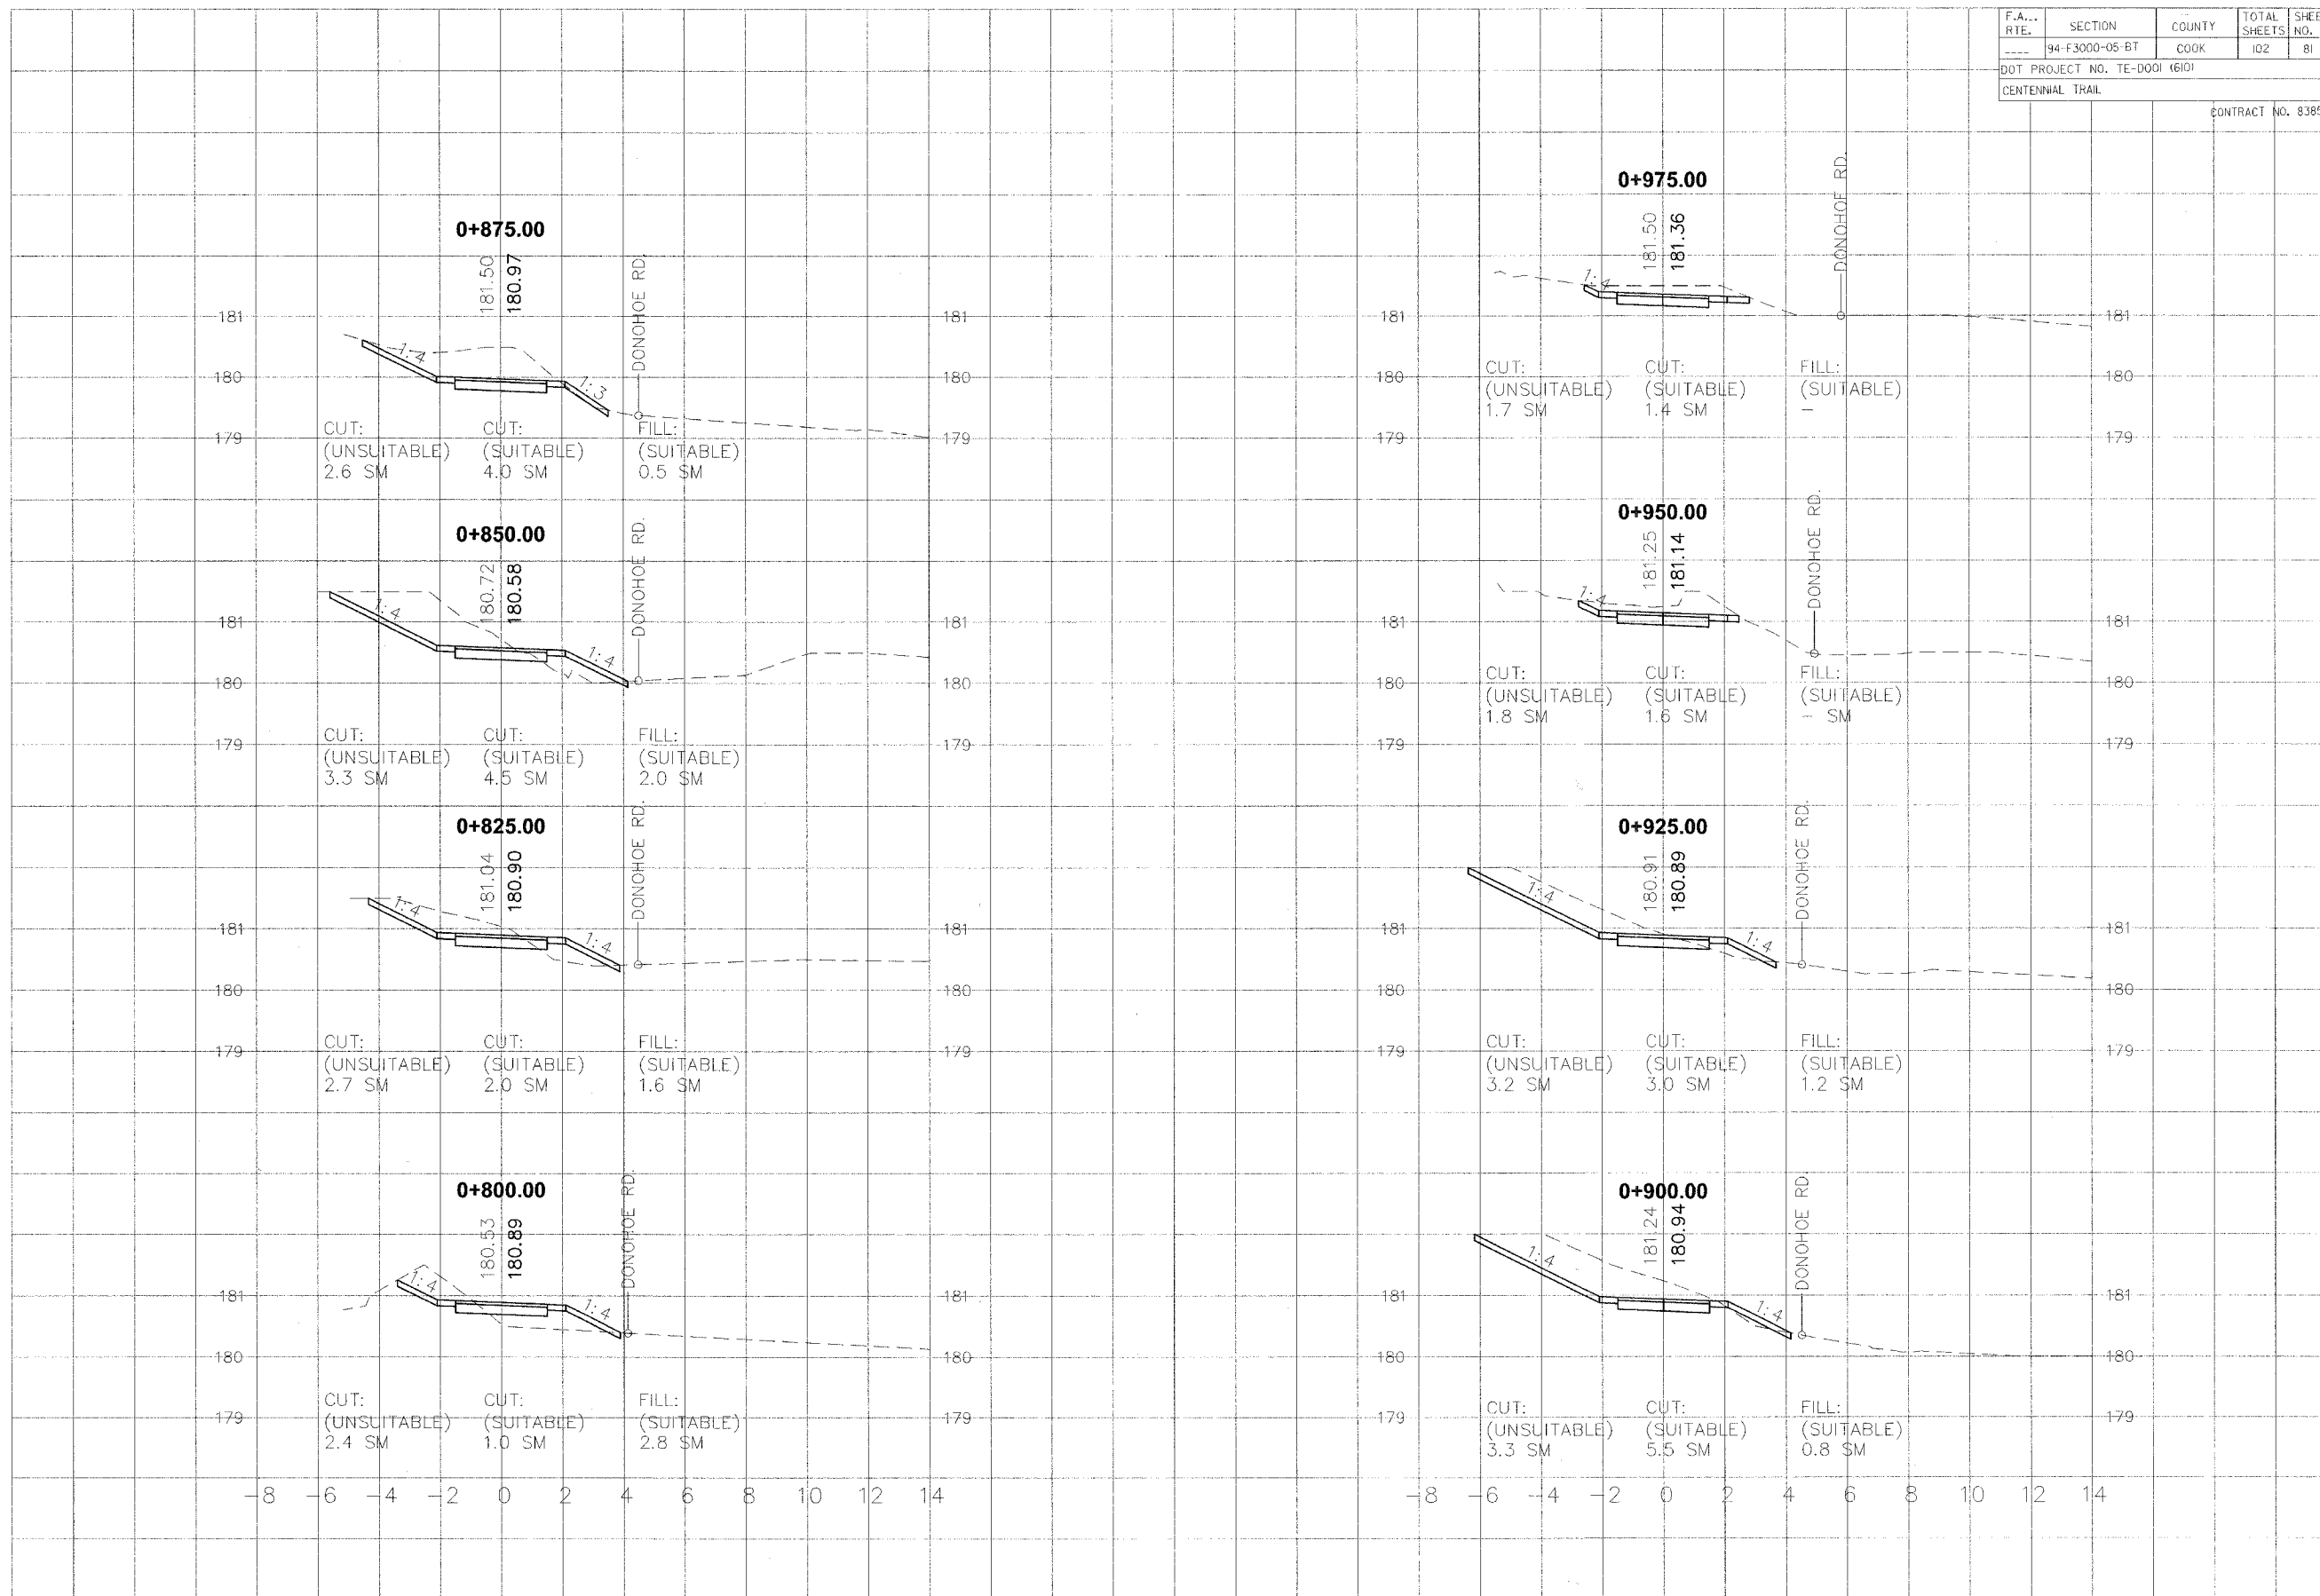 F.A... RTE. SECTION COUNTY TOTAL SHEETS SHEE NO.
---- 94-F3000-05-BT COOK 102 81
DOT PROJECT NO. TE-D001 (610)
CENTENNIAL TRAIL
CONTRACT NO. 8385
0+875.00
181.50
180.97
DONOHOE RD.
1:4
1:3
181 181
180 180
179 179
CUT: CUT: FILL:
(UNSUITABLE) (SUITABLE) (SUITABLE)
2.6 SM 4.0 SM 0.5 SM
0+850.00
180.72
180.58
DONOHOE RD.
1:4
1:4
181 181
180 180
179 179
CUT: CUT: FILL:
(UNSUITABLE) (SUITABLE) (SUITABLE)
3.3 SM 4.5 SM 2.0 SM
0+825.00
181.04
180.90
DONOHOE RD.
1:4
1:4
181 181
180 180
179 179
CUT: CUT: FILL:
(UNSUITABLE) (SUITABLE) (SUITABLE)
2.7 SM 2.0 SM 1.6 SM
0+800.00
180.53
180.89
DONOHOE RD.
1:4
1:4
181 181
180 180
179 179
CUT: CUT: FILL:
(UNSUITABLE) (SUITABLE) (SUITABLE)
2.4 SM 1.0 SM 2.8 SM
-8 -6 -4 -2 0 2 4 6 8 10 12 14
0+975.00
181.50
181.36
DONOHOE RD.
1:4
181 181
180 180
179 179
CUT: CUT: FILL:
(UNSUITABLE) (SUITABLE) (SUITABLE)
1.7 SM 1.4 SM –
0+950.00
181.25
181.14
DONOHOE RD.
1:4
181 181
180 180
179 179
CUT: CUT: FILL:
(UNSUITABLE) (SUITABLE) (SUITABLE)
1.8 SM 1.6 SM – SM
0+925.00
180.91
180.89
DONOHOE RD.
1:4
1:4
181 181
180 180
179 179
CUT: CUT: FILL:
(UNSUITABLE) (SUITABLE) (SUITABLE)
3.2 SM 3.0 SM 1.2 SM
0+900.00
181.24
180.94
DONOHOE RD.
1:4
1:4
181 181
180 180
179 179
CUT: CUT: FILL:
(UNSUITABLE) (SUITABLE) (SUITABLE)
3.3 SM 5.5 SM 0.8 SM
-8 -6 -4 -2 0 2 4 6 8 10 12 14